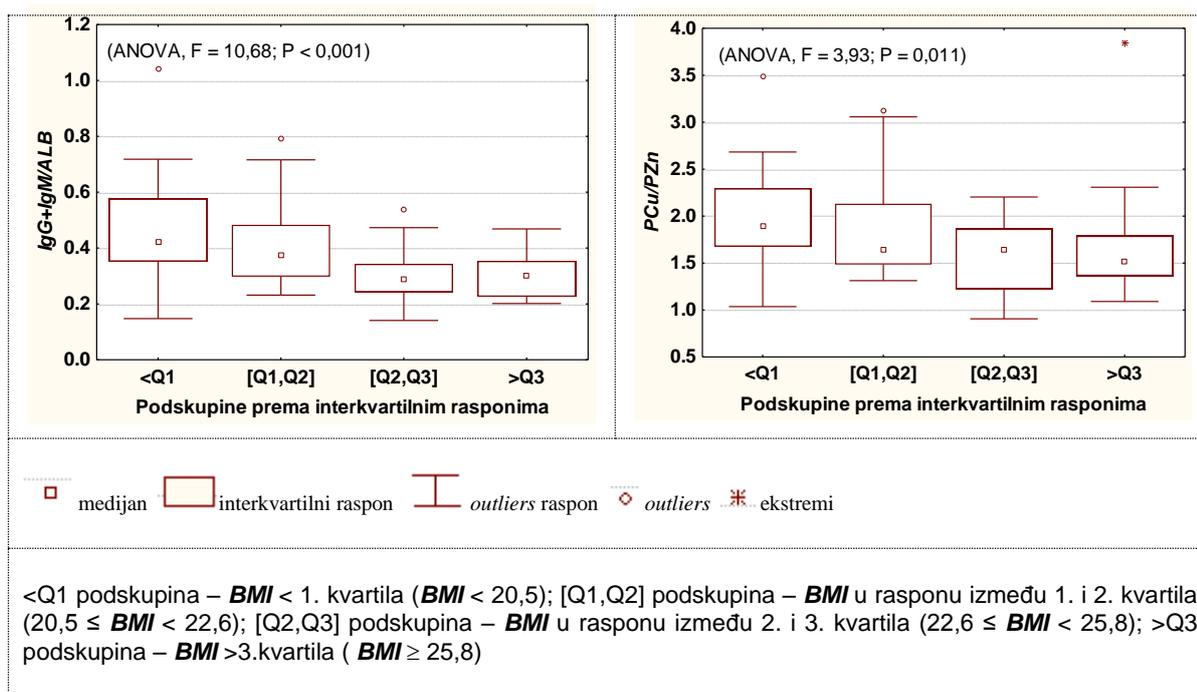 (ANOVA, F = 10,68; P < 0,001)
IgG+IgM/ALB
1.2
1.0
0.8
0.6
0.4
0.2
0.0
<Q1 [Q1,Q2] [Q2,Q3] >Q3
Podskupine prema interkvartilnim rasponima
(ANOVA, F = 3,93; P = 0,011)
PCu/PZn
4.0
3.5
3.0
2.5
2.0
1.5
1.0
0.5
<Q1 [Q1,Q2] [Q2,Q3] >Q3
Podskupine prema interkvartilnim rasponima
medijan interkvartilni raspon outliers raspon outliers ekstremi
<Q1 podskupina – BMI < 1. kvartila (BMI < 20,5); [Q1,Q2] podskupina – BMI u rasponu između 1. i 2. kvartila
(20,5 ≤ BMI < 22,6); [Q2,Q3] podskupina – BMI u rasponu između 2. i 3. kvartila (22,6 ≤ BMI < 25,8); >Q3
podskupina – BMI >3.kvartila ( BMI ≥ 25,8)